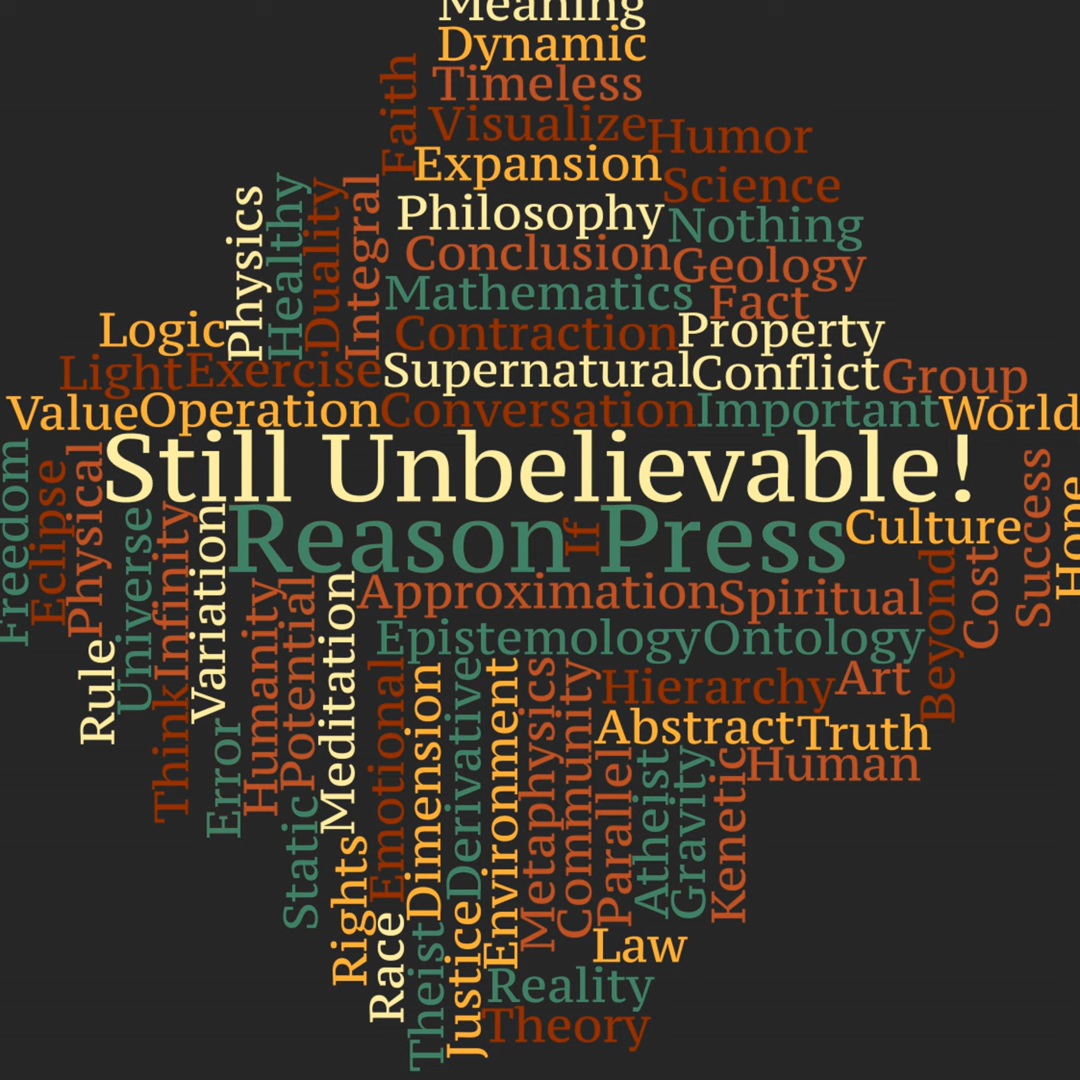 Meaning
Dynamic
Timeless
Faith
Visualize
Humor
Expansion
Science
Physics
Healthy
Duality
Integral
Philosophy
Nothing
Conclusion
Geology
Mathematics
Fact
Logic
Contraction
Property
Light
Exercise
Supernatural
Conflict
Group
Value
Operation
Conversation
Important
World
Still Unbelievable!
Freedom
Eclipse
Physical
Universe
Infinity
Variation
Reason Press
If
Culture
Success
Hope
Approximation
Spiritual
Beyond
Cost
Epistemology
Ontology
Rule
Think
Error
Humanity
Potential
Meditation
Emotional
Dimension
Derivative
Environment
Metaphysics
Community
Hierarchy
Art
Abstract
Truth
Human
Parallel
Atheist
Gravity
Kenetic
Static
Rights
Race
Theist
Justice
Law
Reality
Theory